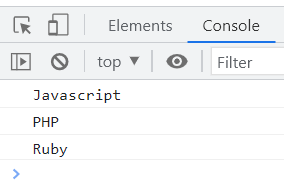 Elements Console
top Filter
Javascript
PHP
Ruby